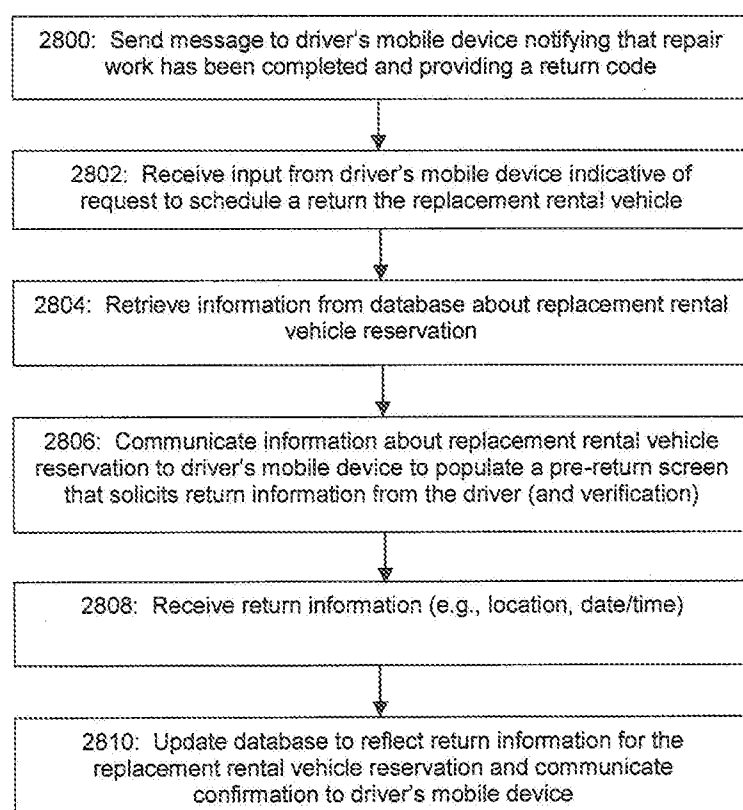 2800: Send message to driver's mobile device notifying that repair
work has been completed and providing a return code
2802: Receive input from driver's mobile device indicative of
request to schedule a return the replacement rental vehicle
2804: Retrieve information from database about replacement rental
vehicle reservation
2806: Communicate information about replacement rental vehicle
reservation to driver's mobile device to populate a pre-return screen
that solicits return information from the driver (and verification)
2808: Receive return information (e.g., location, date/time)
2810: Update database to reflect return information for the
replacement rental vehicle reservation and communicate
confirmation to driver's mobile device